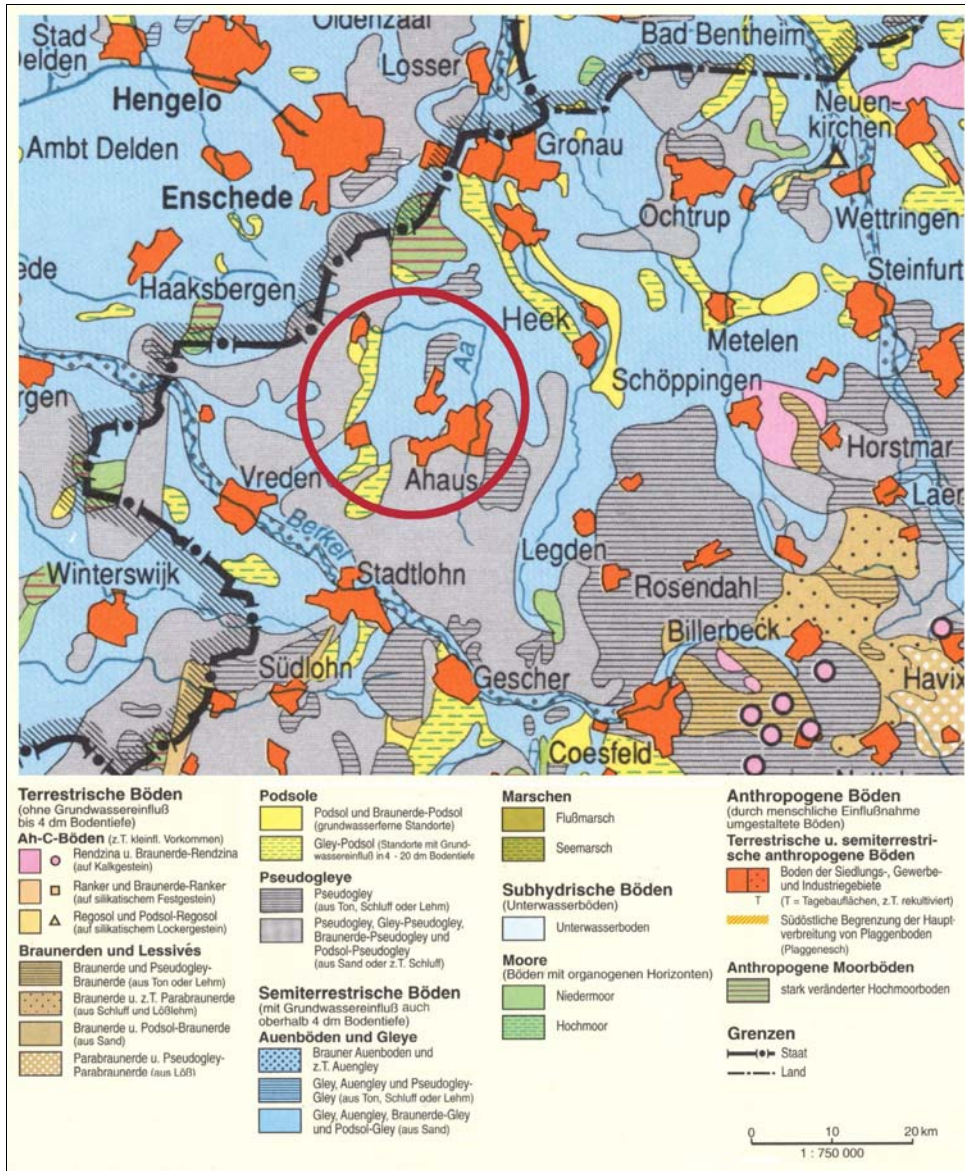 Stad
Delden
Oldenzaal
Losser
Bad Bentheim
Hengelo
Neuen-
kirchen
Ambt Delden
Gronau
Enschede
Ochtrup
Wettringen
Haaksbergen
Steinfurt
Heek
Aa
Metelen
Schöppingen
Horstmar
Vreden
Ahaus
Laer
Berkel
Legden
Winterswijk
Stadtlohn
Rosendahl
Billerbeck
Südlohn
Gescher
Havix
Coesfeld
Terrestrische Böden
(ohne Grundwassereinfluß
bis 4 dm Bodentiefe)
Ah-C-Böden (z.T. kleinfl. Vorkommen)
Rendzina u. Braunerde-Rendzina
(auf Kalkgestein)
Ranker und Braunerde-Ranker
(auf silikatischem Festgestein)
Regosol und Podsol-Regosol
(auf silikatischem Lockergestein)
Braunerden und Lessivés
Braunerde und Pseudogley-
Braunerde (aus Ton oder Lehm)
Braunerde u. z.T. Parabraunerde
(aus Schluff und Lößlehm)
Braunerde u. Podsol-Braunerde
(aus Sand)
Parabraunerde u. Pseudogley-
Parabraunerde (aus Löß)
Podsole
Podsol und Braunerde-Podsol
(grundwasserferne Standorte)
Gley-Podsol (Standorte mit Grund-
wassereinfluß in 4 - 20 dm Bodentiefe
Pseudogleye
Pseudogley
(aus Ton, Schluff oder Lehm)
Pseudogley, Gley-Pseudogley,
Braunerde-Pseudogley und
Podsol-Pseudogley
(aus Sand oder z.T. Schluff)
Semiterrestrische Böden
(mit Grundwassereinfluß auch
oberhalb 4 dm Bodentiefe)
Auenböden und Gleye
Brauner Auenboden und
z.T. Auengley
Gley, Auengley und Pseudogley-
Gley (aus Ton, Schluff oder Lehm)
Gley, Auengley, Braunerde-Gley
und Podsol-Gley (aus Sand)
Marschen
Flußmarsch
Seemarsch
Subhydrische Böden
(Unterwasserböden)
Unterwasserboden
Moore
(Böden mit organogenen Horizonten)
Niedermoor
Hochmoor
Anthropogene Böden
(durch menschliche Einflußnahme
umgestaltete Böden)
Terrestrische u. semiterrestri-
sche anthropogene Böden
Boden der Siedlungs-, Gewerbe-
und Industriegebiete
T (T = Tagebauflächen, z.T. rekultiviert)
Südöstliche Begrenzung der Haupt-
verbreitung von Plaggenboden
(Plaggenesch)
Anthropogene Moorböden
stark veränderter Hochmoorboden
Grenzen
Staat
Land
0 10 20 km
1 : 750 000